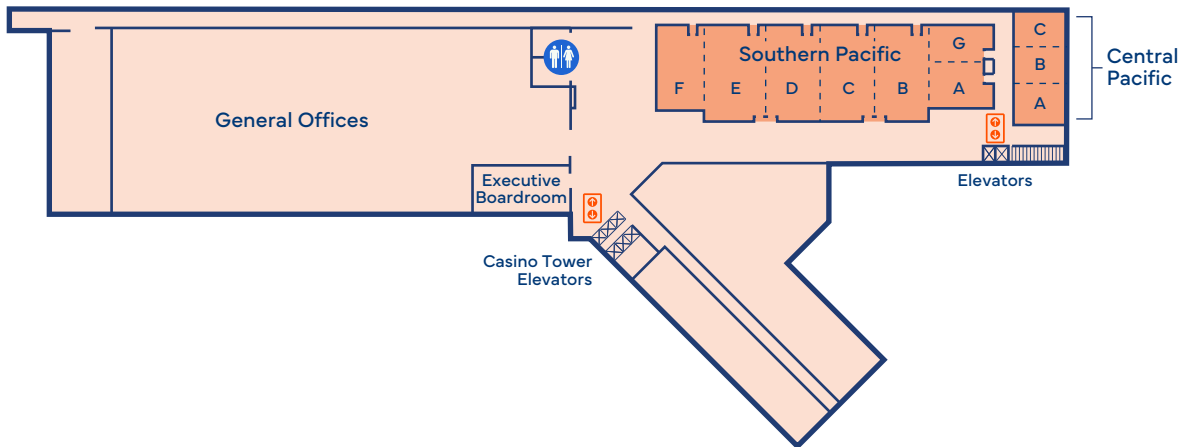 General Offices
Executive
Boardroom
Casino Tower
Elevators
Southern Pacific
F
E
D
C
B
A
G
Elevators
C
B
A
Central
Pacific